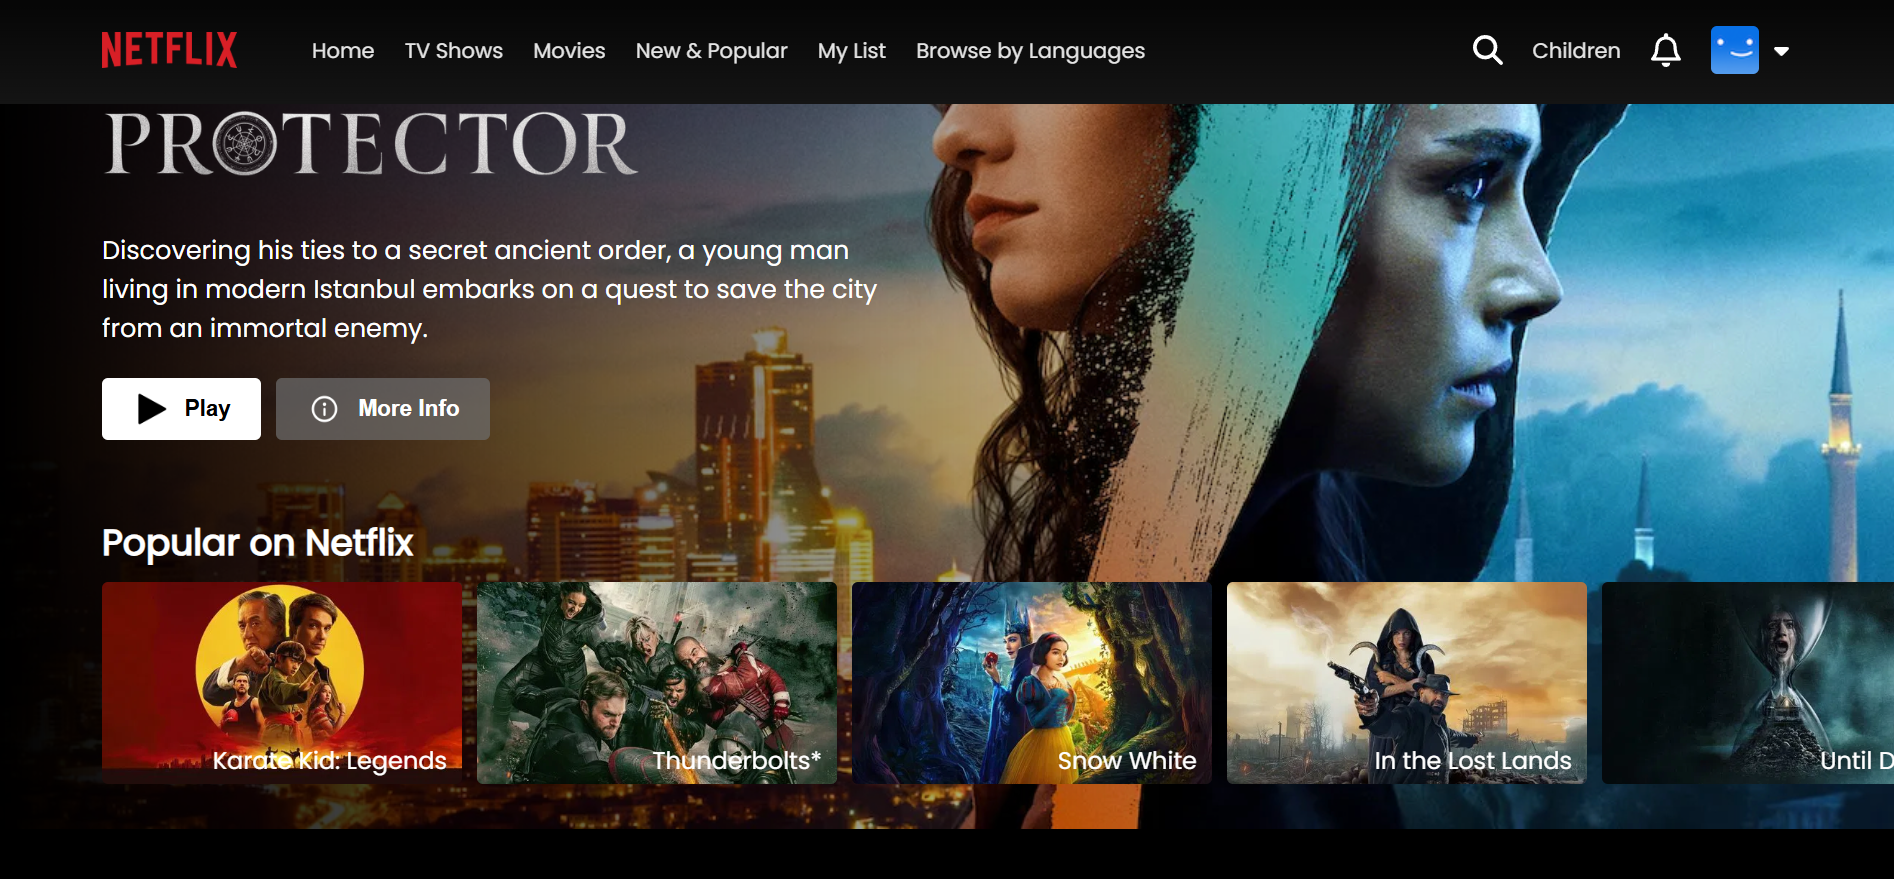 NETFLIX
Home TV Shows Movies New & Popular My List Browse by Languages
Children
PROTECTOR
Discovering his ties to a secret ancient order, a young man
living in modern Istanbul embarks on a quest to save the city
from an immortal enemy.
Play
More Info
Popular on Netflix
Karate Kid: Legends
Thunderbolts*
Snow White
In the Lost Lands
Until D